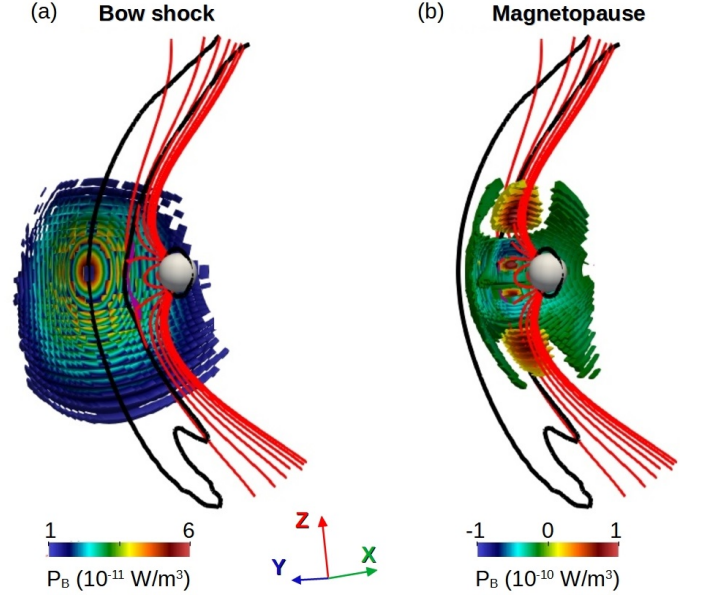 (a) Bow shock
(b) Magnetopause
Z
Y
X
1 6
P_B (10^-11 W/m^3)
-1 0 1
P_B (10^-10 W/m^3)